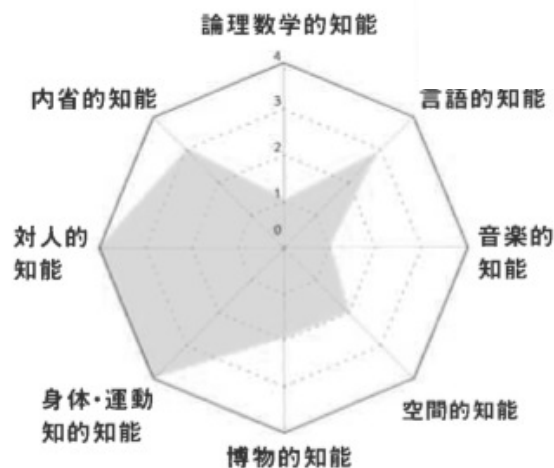 論理数学的知能
4
内省的知能
言語的知能
3
2
1
対人的
知能
0
音楽的
知能
身体・運動
知的知能
空間的知能
博物的知能